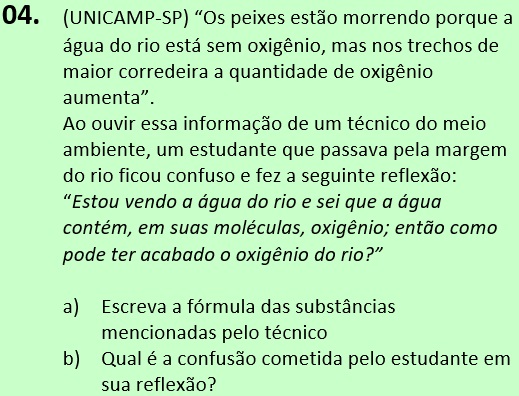 04. (UNICAMP-SP) “Os peixes estão morrendo porque a
água do rio está sem oxigênio, mas nos trechos de
maior corredeira a quantidade de oxigênio
aumenta”.
Ao ouvir essa informação de um técnico do meio
ambiente, um estudante que passava pela margem
do rio ficou confuso e fez a seguinte reflexão:
“Estou vendo a água do rio e sei que a água
contém, em suas moléculas, oxigênio; então como
pode ter acabado o oxigênio do rio?”
a) Escreva a fórmula das substâncias
mencionadas pelo técnico
b) Qual é a confusão cometida pelo estudante em
sua reflexão?